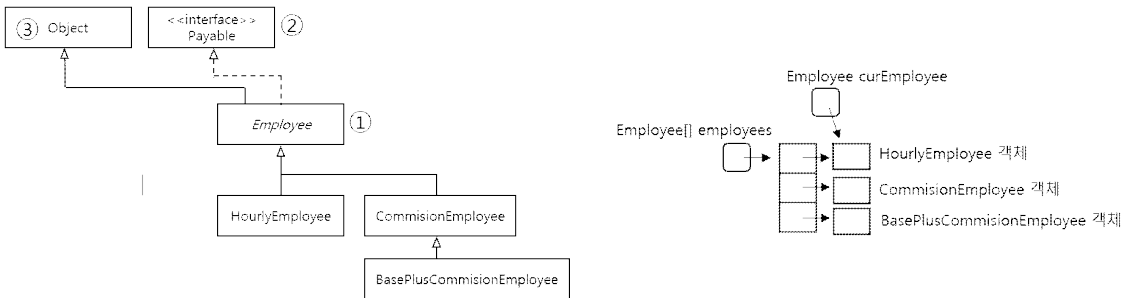 ③ Object
<<interface>> ②
Payable
Employee ①
HourlyEmployee
CommisionEmployee
BasePlusCommisionEmployee
Employee curEmployee
Employee[] employees
HourlyEmployee 객체
CommisionEmployee 객체
BasePlusCommisionEmployee 객체